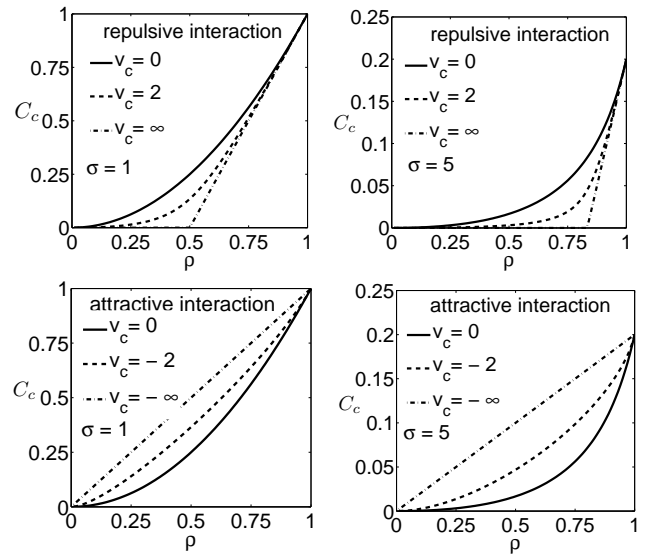 repulsive interaction
v_c = 0
v_c = 2
v_c = ∞
σ = 1
C_c
1
0.75
0.5
0.25
0
0 0.25 0.5 0.75 1
ρ
repulsive interaction
v_c = 0
v_c = 2
v_c = ∞
σ = 5
C_c
0.25
0.2
0.15
0.1
0.05
0
0 0.25 0.5 0.75 1
ρ
attractive interaction
v_c = 0
v_c = − 2
v_c = − ∞
σ = 1
C_c
1
0.75
0.5
0.25
0
0 0.25 0.5 0.75 1
ρ
attractive interaction
v_c = 0
v_c = − 2
v_c = − ∞
σ = 5
C_c
0.25
0.2
0.15
0.1
0.05
0
0 0.25 0.5 0.75 1
ρ